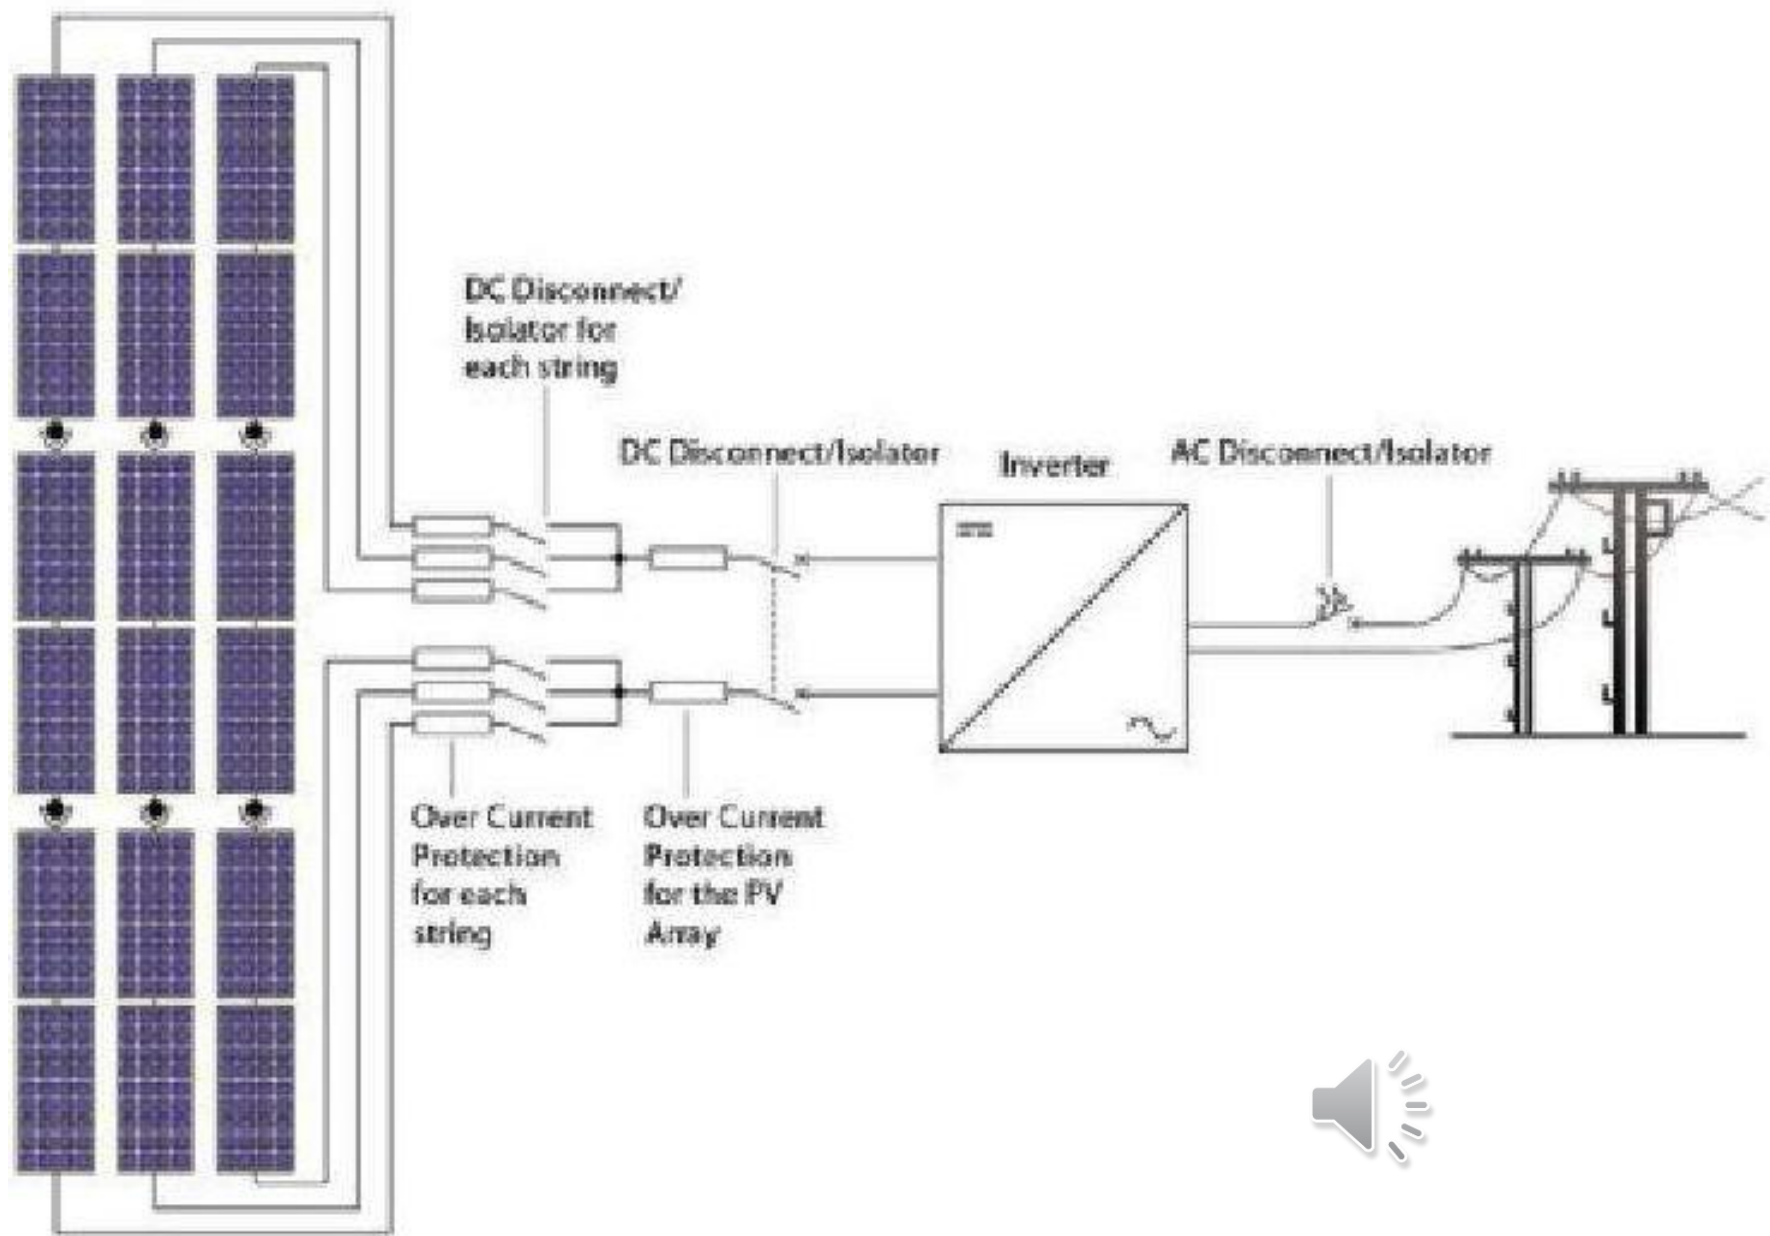 DC Disconnect/
Isolator for
each string
DC Disconnect/Isolator
Inverter
AC Disconnect/Isolator
Over Current
Protection
for each
string
Over Current
Protection
for the PV
Array